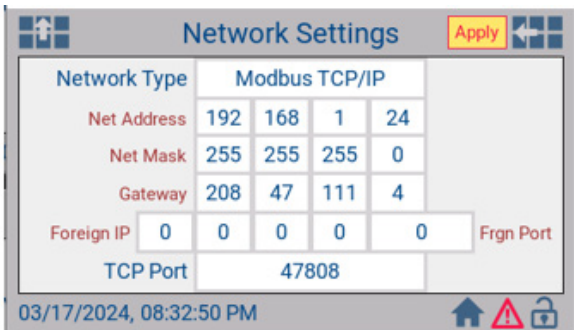 Network Settings Apply
Network Type Modbus TCP/IP
Net Address 192 168 1 24
Net Mask 255 255 255 0
Gateway 208 47 111 4
Foreign IP 0 0 0 0 0 Frgn Port
TCP Port 47808
03/17/2024, 08:32:50 PM